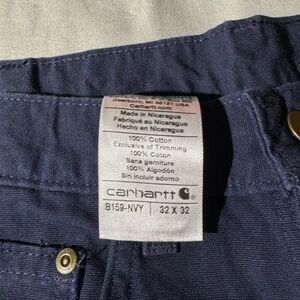 Dearborn, MI 48121 USA
Carhartt.com
Made in Nicaragua
Fabriqué au Nicaragua
Hecho en Nicaragua
100% Cotton
Exclusive of Trimming
100% Coton
Sans garniture
100% Algodón
Sin incluir adorno
carhartt
B159-NVY 32 X 32